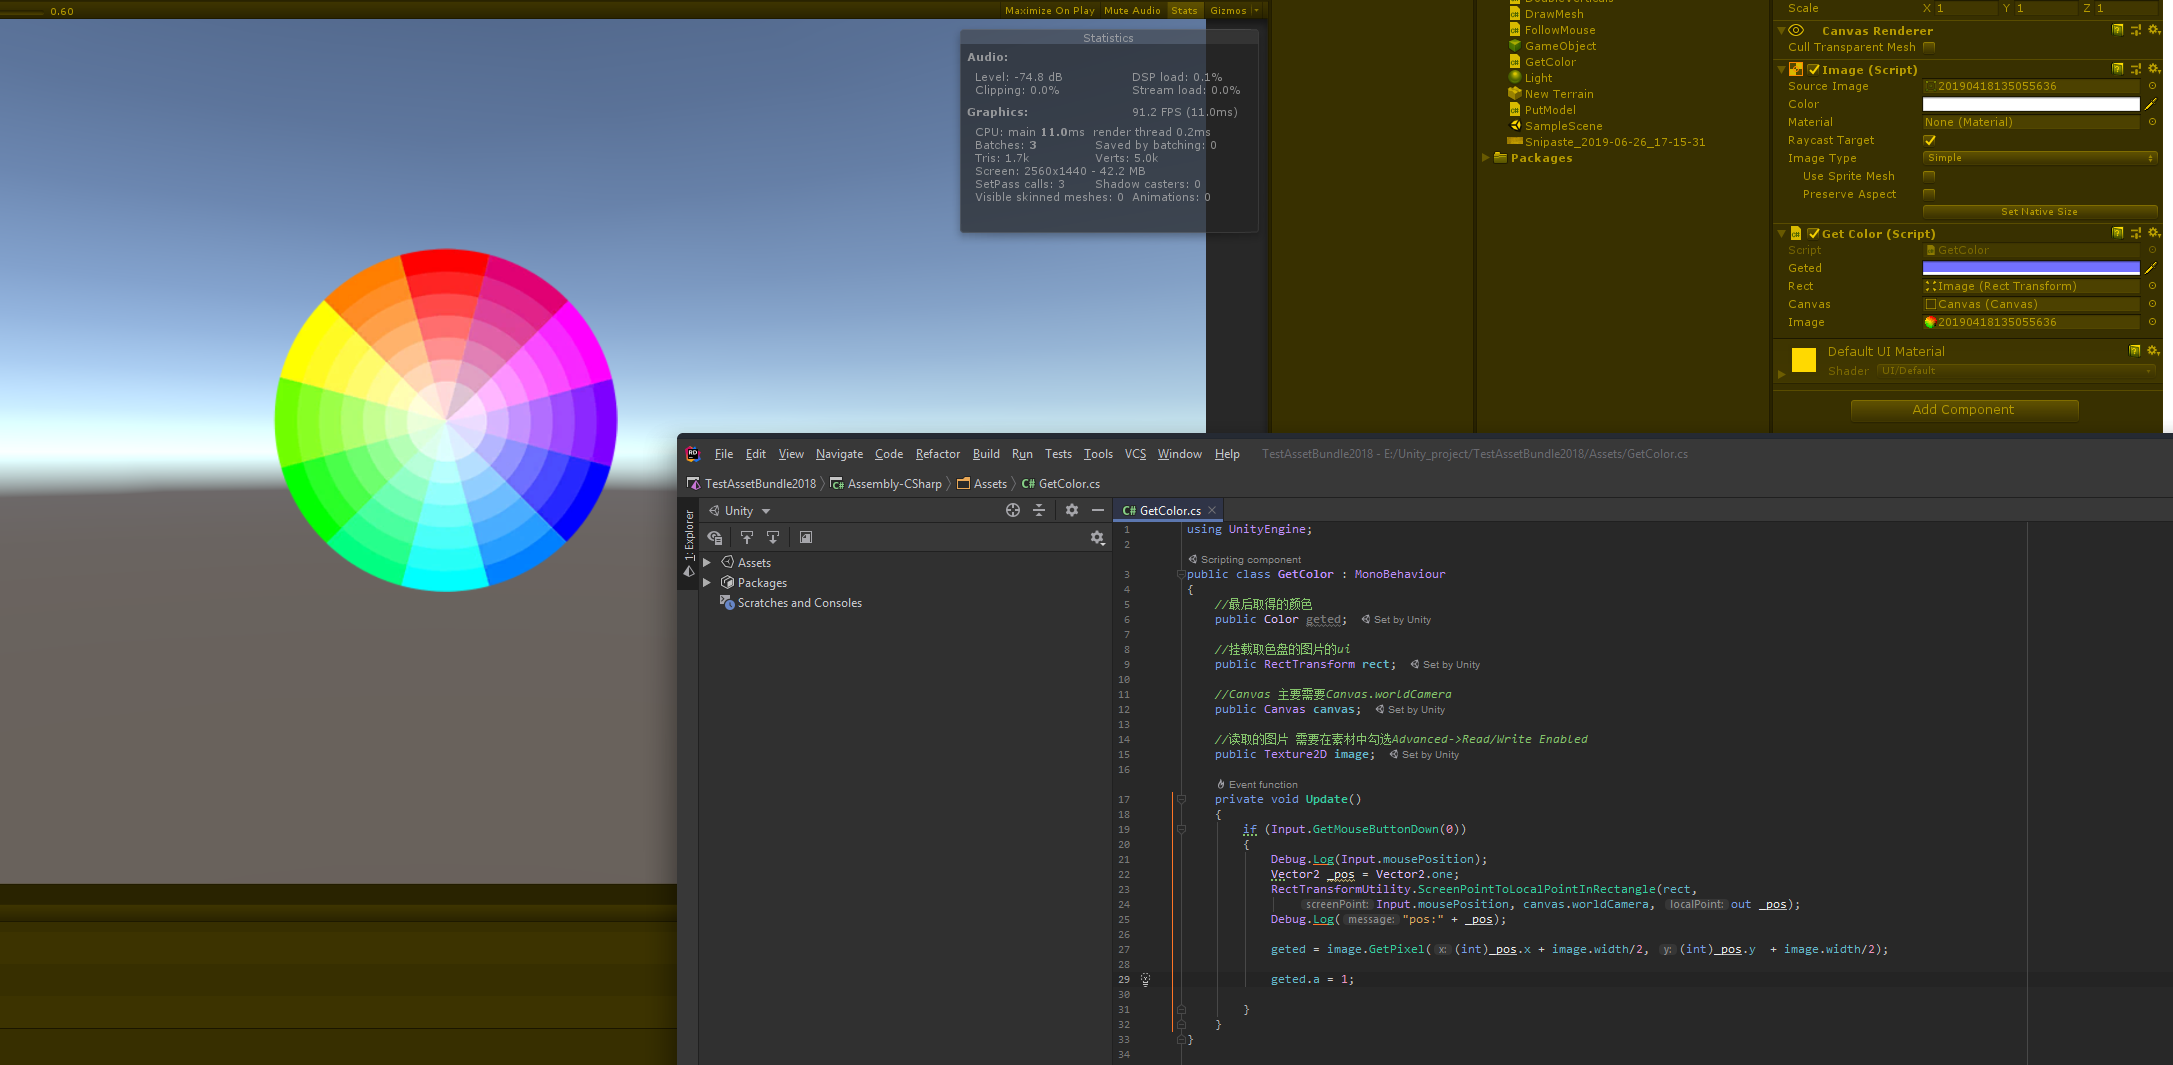 0.60
Maximize On Play Mute Audio Stats Gizmos
Statistics
Audio:
Level: -74.8 dB DSP load: 0.1%
Clipping: 0.0% Stream load: 0.0%
Graphics: 91.2 FPS (11.0ms)
CPU: main 11.0ms render thread 0.2ms
Batches: 3 Saved by batching: 0
Tris: 1.7k Verts: 5.0k
Screen: 2560x1440 - 42.2 MB
SetPass calls: 3 Shadow casters: 0
Visible skinned meshes: 0 Animations: 0
DrawMesh
FollowMouse
GameObject
GetColor
Light
New Terrain
PutModel
SampleScene
Snipaste_2019-06-26_17-15-31
Packages
Scale X 1 Y 1 Z 1
Canvas Renderer
Cull Transparent Mesh
Image (Script)
Source Image 20190418135055636
Color
Material None (Material)
Raycast Target
Image Type Simple
Use Sprite Mesh
Preserve Aspect
Set Native Size
Get Color (Script)
Script GetColor
Geted
Rect Image (Rect Transform)
Canvas Canvas (Canvas)
Image 20190418135055636
Default UI Material
Shader UI/Default
Add Component
File Edit View Navigate Code Refactor Build Run Tests Tools VCS Window Help TestAssetBundle2018 - E:/Unity_project/TestAssetBundle2018/Assets/GetColor.cs
TestAssetBundle2018 Assembly-CSharp Assets C# GetColor.cs
1: Explorer
Unity
Assets
Packages
Scratches and Consoles
C# GetColor.cs
1 using UnityEngine;
2
Scripting component
3 public class GetColor : MonoBehaviour
4 {
5 //最后取得的颜色
6 public Color geted; Set by Unity
7
8 //挂载取色盘的图片的ui
9 public RectTransform rect; Set by Unity
10
11 //Canvas 主要需要Canvas.worldCamera
12 public Canvas canvas; Set by Unity
13
14 //读取的图片 需要在素材中勾选Advanced->Read/Write Enabled
15 public Texture2D image; Set by Unity
16
Event function
17 private void Update()
18 {
19 if (Input.GetMouseButtonDown(0))
20 {
21 Debug.Log(Input.mousePosition);
22 Vector2 _pos = Vector2.one;
23 RectTransformUtility.ScreenPointToLocalPointInRectangle(rect,
24 screenPoint: Input.mousePosition, canvas.worldCamera, localPoint: out _pos);
25 Debug.Log( message: "pos:" + _pos);
26
27 geted = image.GetPixel( x: (int)_pos.x + image.width/2, y: (int)_pos.y + image.width/2);
28
29 geted.a = 1;
30
31 }
32 }
33 }
34